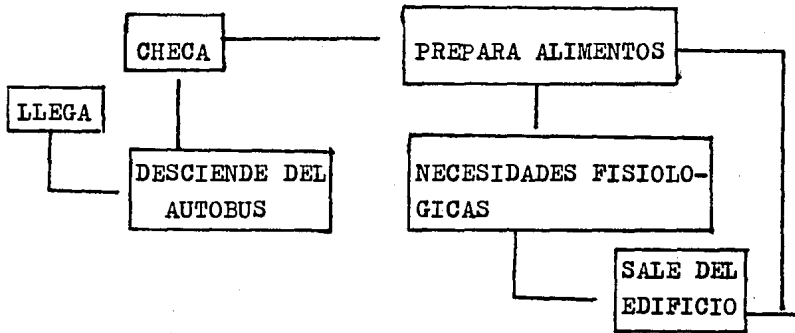 CHECA
PREPARA ALIMENTOS
LLEGA
DESCIENDE DEL
AUTOBUS
NECESIDADES FISIOLO-
GICAS
SALE DEL
EDIFICIO